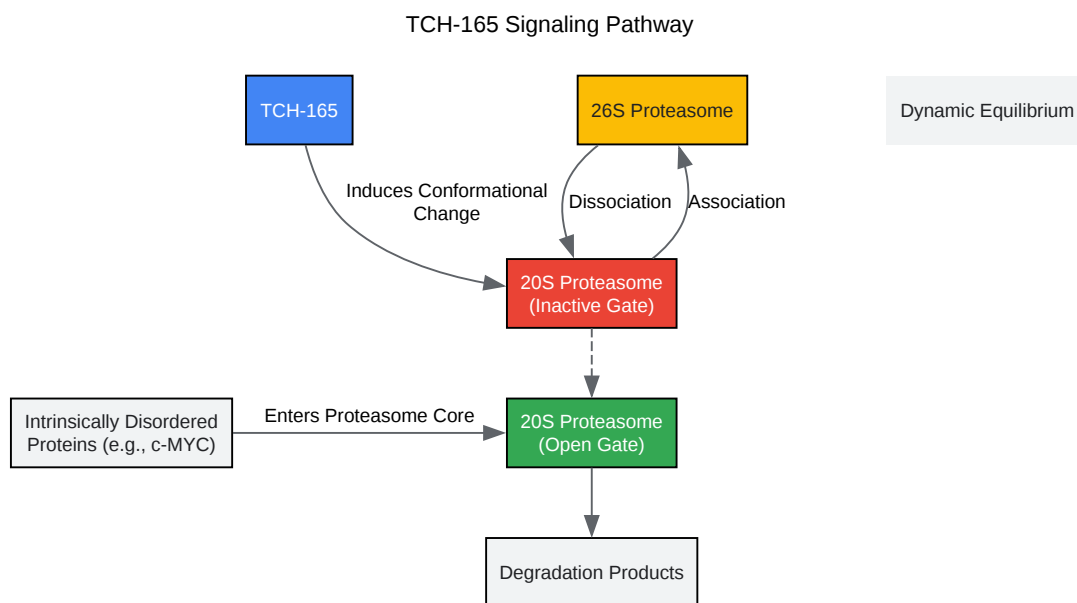 TCH-165 Signaling Pathway
TCH-165
26S Proteasome
Dynamic Equilibrium
Induces Conformational
Change
Dissociation
Association
20S Proteasome
(Inactive Gate)
Intrinsically Disordered
Proteins (e.g., c-MYC)
Enters Proteasome Core
20S Proteasome
(Open Gate)
Degradation Products